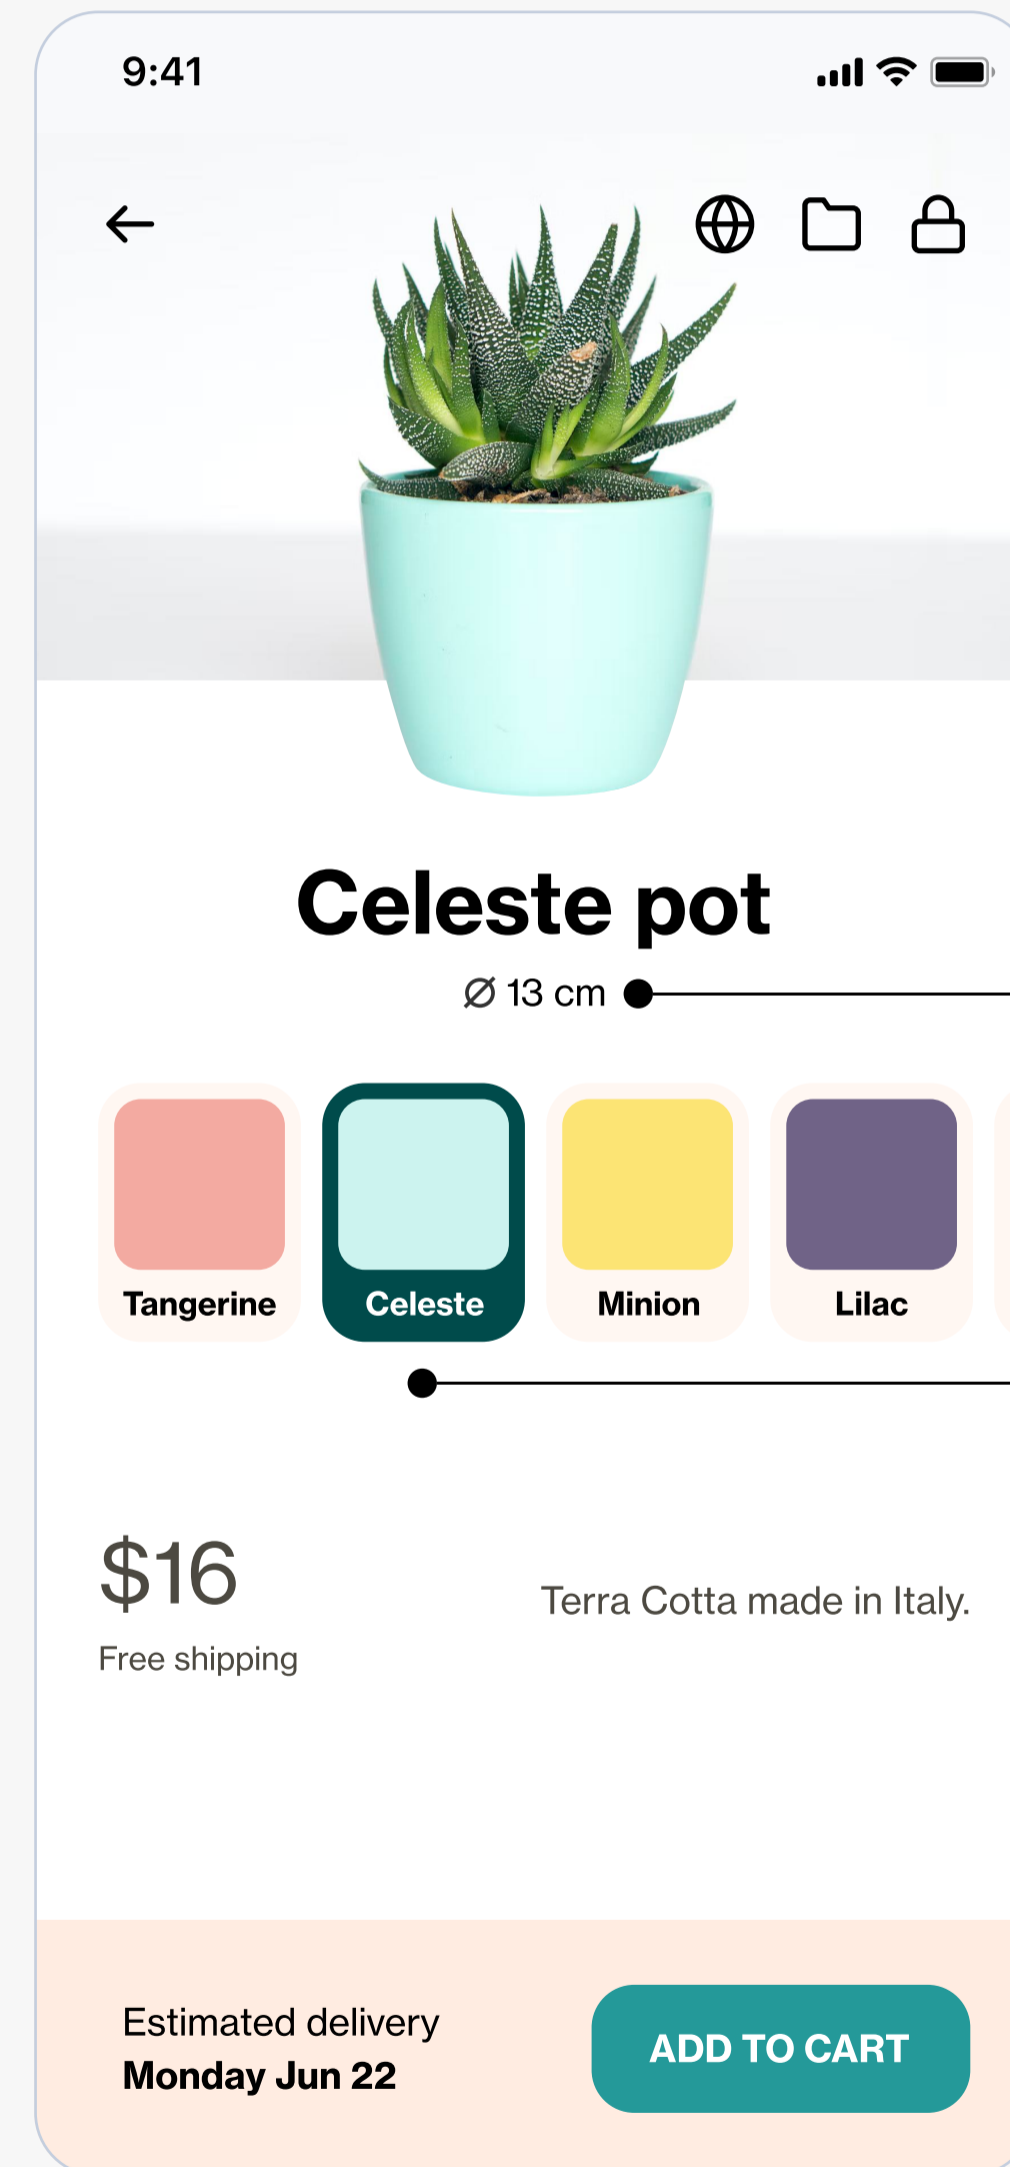 9:41
Celeste pot
Ø 13 cm
Tangerine
Celeste
Minion
Lilac
$16
Terra Cotta made in Italy.
Free shipping
Estimated delivery
Monday Jun 22
ADD TO CART